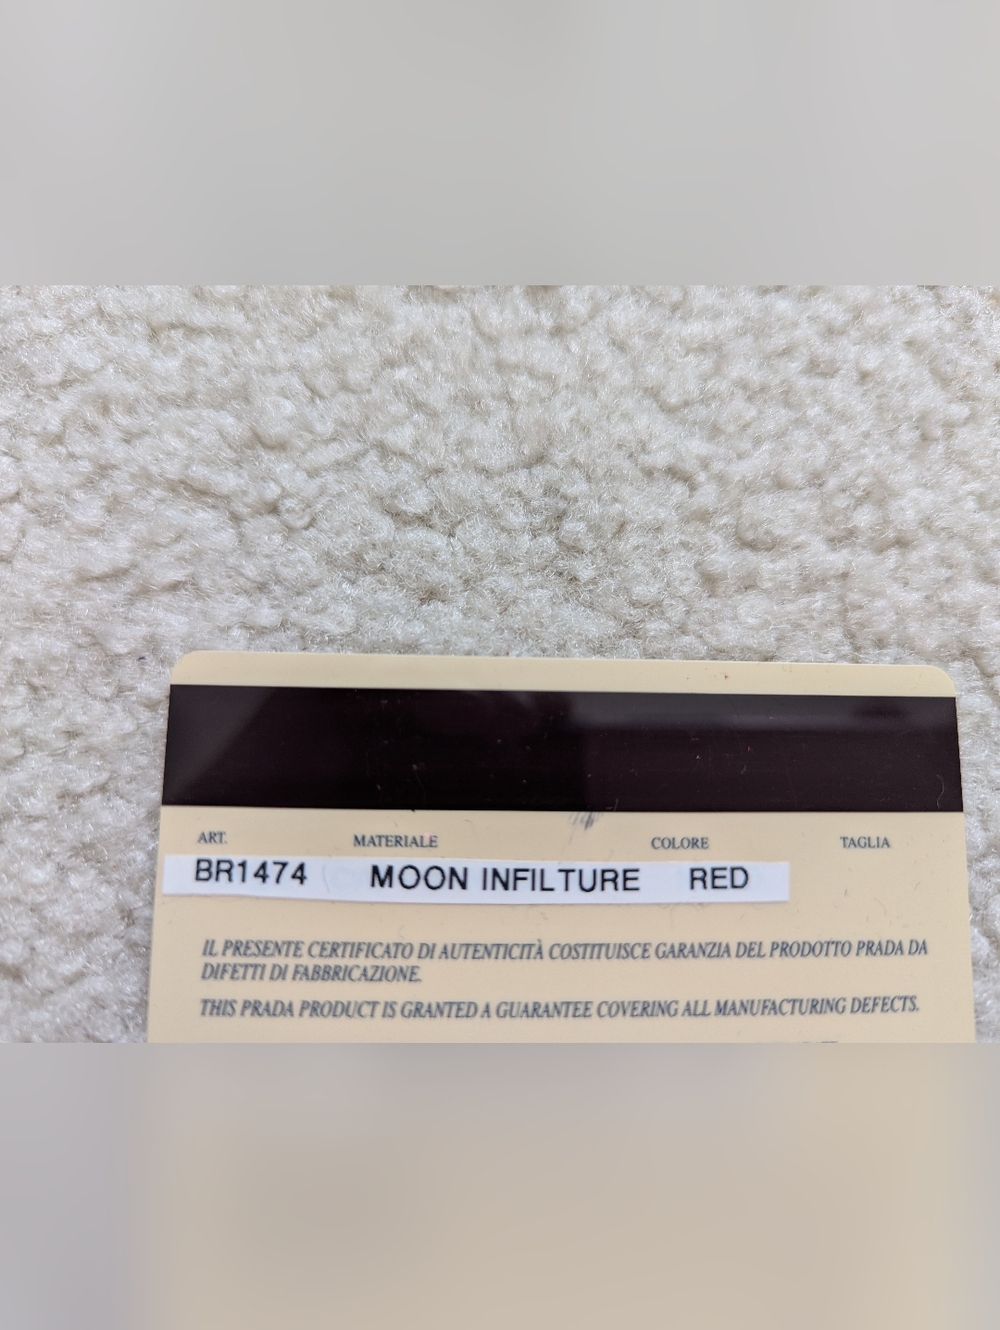 ART. MATERIALE COLORE TAGLIA
BR1474 MOON INFILTURE RED
IL PRESENTE CERTIFICATO DI AUTENTICITÀ COSTITUISCE GARANZIA DEL PRODOTTO PRADA DA
DIFETTI DI FABBRICAZIONE.
THIS PRADA PRODUCT IS GRANTED A GUARANTEE COVERING ALL MANUFACTURING DEFECTS.